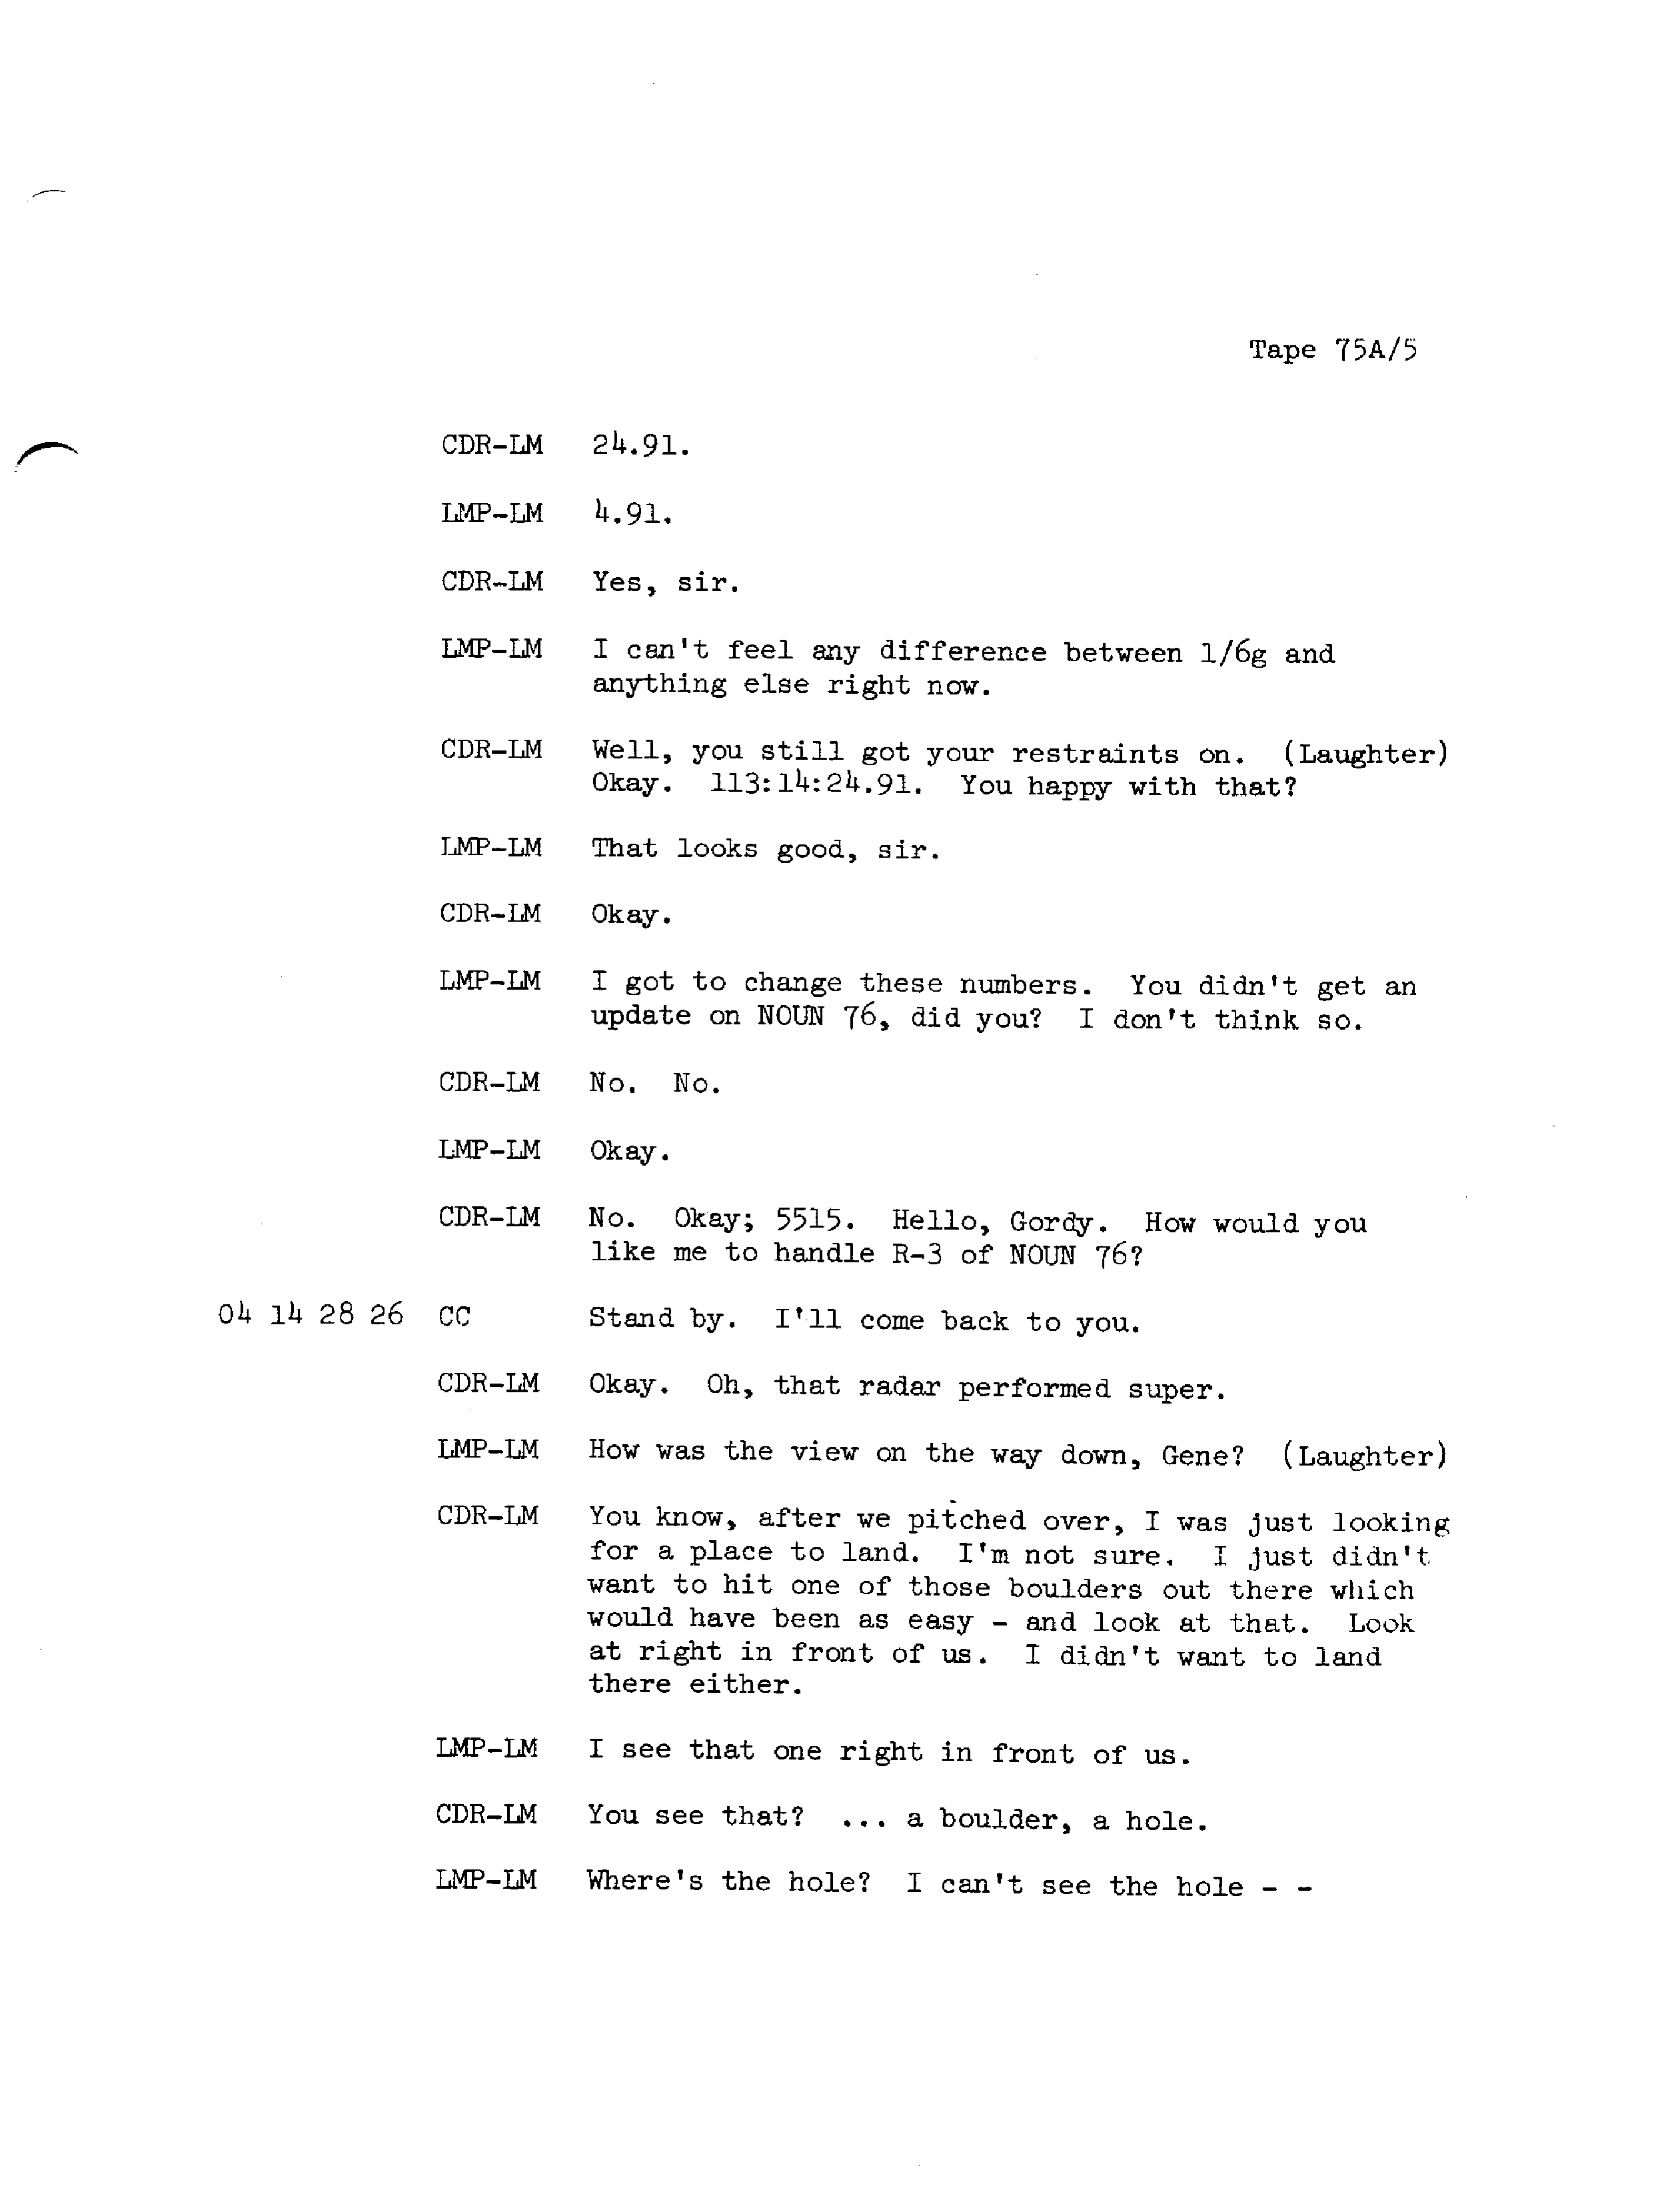 Tape 75A/5
CDR-LM 24.91.
LMP-LM 4.91.
CDR-LM Yes, sir.
LMP-LM I can't feel any difference between 1/6g and
anything else right now.
CDR-LM Well, you still got your restraints on. (Laughter)
Okay. 113:14:24.91. You happy with that?
LMP-LM That looks good, sir.
CDR-LM Okay.
LMP-LM I got to change these numbers. You didn't get an
update on NOUN 76, did you? I don't think so.
CDR-LM No. No.
LMP-LM Okay.
CDR-LM No. Okay; 5515. Hello, Gordy. How would you
like me to handle R-3 of NOUN 76?
04 14 28 26 CC Stand by. I'll come back to you.
CDR-LM Okay. Oh, that radar performed super.
LMP-LM How was the view on the way down, Gene? (Laughter)
CDR-LM You know, after we pitched over, I was just looking
for a place to land. I'm not sure. I just didn't
want to hit one of those boulders out there which
would have been as easy - and look at that. Look
at right in front of us. I didn't want to land
there either.
LMP-LM I see that one right in front of us.
CDR-LM You see that? ... a boulder, a hole.
LMP-LM Where's the hole? I can't see the hole - -